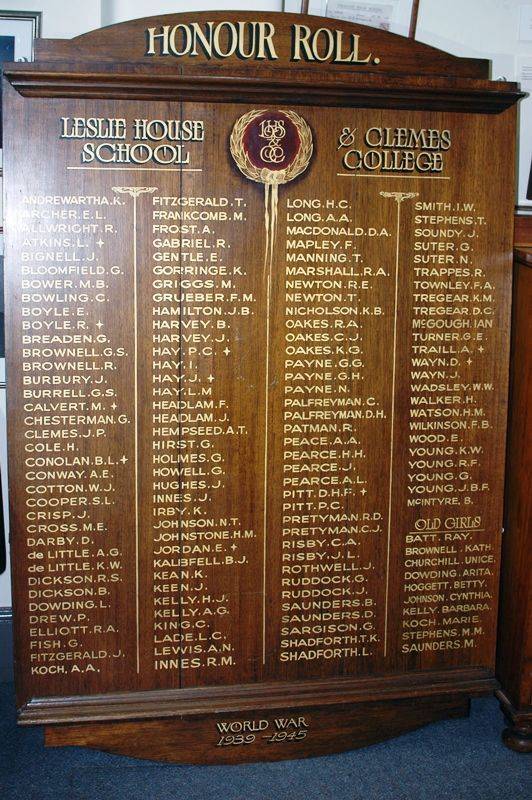 HONOUR ROLL.
LESLIE HOUSE
SCHOOL
& CLEMES
COLLEGE
ANDREWARTHA.K.
ARCHER.E.L.
ALLWRIGHT.R.
ATKINS.L. +
BIGNELL.J.
BLOOMFIELD.G.
BOWER.M.B.
BOWLING.C.
BOYLE.E.
BOYLE.R. +
BREADEN.G.
BROWNELL.G.S.
BROWNELL.R.
BURBURY.J.
BURRELL.G.S.
CALVERT.M. +
CHESTERMAN.G.
CLEMES.J.P.
COLE.H.
CONOLAN.B.L. +
CONWAY.A.E.
COTTON.W.J.
COOPER.S.L.
CRISP.J.
CROSS.M.E.
DARBY.D.
de LITTLE.A.G.
de LITTLE.K.W.
DICKSON.R.S.
DICKSON.B.
DOWDING.L.
DREW.P.
ELLIOTT.R.A.
FISH.G.
FITZGERALD.J.
KOCH,A.A.
FITZGERALD.T.
FRANKCOMB.M.
FROST.A.
GABRIEL.R.
GENTLE.E.
GORRINGE.K.
GRIGGS.M.
GRUEBER.F.M.
HAMILTON.J.B.
HARVEY.B.
HARVEY.J.
HAY.P.C. +
HAY.I.
HAY.J. +
HAY.L.M
HEADLAM.F.
HEADLAM.J.
HEMPSEED.A.T.
HIRST.G.
HOLMES.G.
HOWELL.G.
HUGHES.J.
INNES.J.
IRBY.K.
JOHNSON.N.T.
JOHNSTONE.H.M.
JORDAN.E. +
KALBFELL.B.J.
KEAN.K.
KEEN.J.
KELLY.H.J.
KELLY.A.G.
KING.C.
LADE.L.C.
LEWIS.A.N.
INNES.R.M.
LONG.H.C.
LONG.A.A.
MACDONALD.D.A.
MAPLEY.F.
MANNING.T.
MARSHALL.R.A.
NEWTON.R.E.
NEWTON.T.
NICHOLSON.K.B.
OAKES.R.A.
OAKES.C.J.
OAKES.K.G.
PAYNE.G.G.
PAYNE.G.H.
PAYNE.N.
PALFREYMAN.C.
PALFREYMAN.D.H.
PATMAN.R.
PEACE.A.A.
PEARCE.H.H.
PEARCE.J.
PEARCE.A.L.
PITT.D.H.F. +
PITT.P.C.
PRETYMAN.R.D.
PRETYMAN.C.J.
RISBY.C.A.
RISBY.J.L.
ROTHWELL.J.
RUDDOCK.G.
RUDDOCK.J.
SAUNDERS.B.
SAUNDERS.D.
SARGISON.G.
SHADFORTH.T.K.
SHADFORTH.L.
SMITH.I.W.
STEPHENS.T.
SOUNDY.J.
SUTER.G.
SUTER.N.
TRAPPES.R.
TOWNLEY.F.A.
TREGEAR.K.M.
TREGEAR.D.C.
McGOUGH.IAN
TURNER.G.E.
TRAILL.A. +
WAYN.D. +
WAYN.J.
WADSLEY.W.W.
WALKER.H.
WATSON.H.M.
WILKINSON.F.B.
WOOD.E.
YOUNG.K.W.
YOUNG.R.F.
YOUNG.G.
YOUNG.J.B.F.
McINTYRE, B.
OLD GIRLS
BATT. RAY.
BROWNELL. KATH.
CHURCHILL.UNICE.
DOWDING.ARITA.
HOGGETT.BETTY.
JOHNSON.CYNTHIA.
KELLY.BARBARA.
KOCH.MARIE.
STEPHENS.M.M.
SAUNDERS.M.
WORLD WAR
1939 - 1945